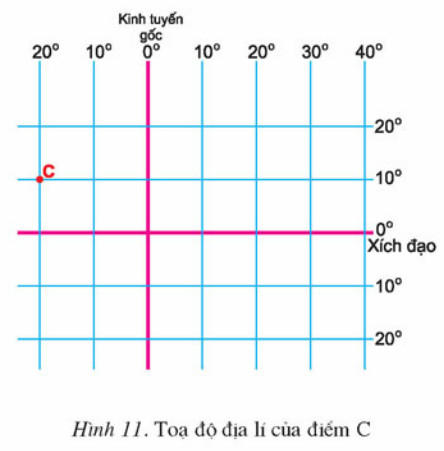 Kinh tuyến
gốc
20° 10° 0° 10° 20° 30° 40°
20°
C
10°
0°
Xích đạo
10°
20°
Hình 11. Toạ độ địa lí của điểm C